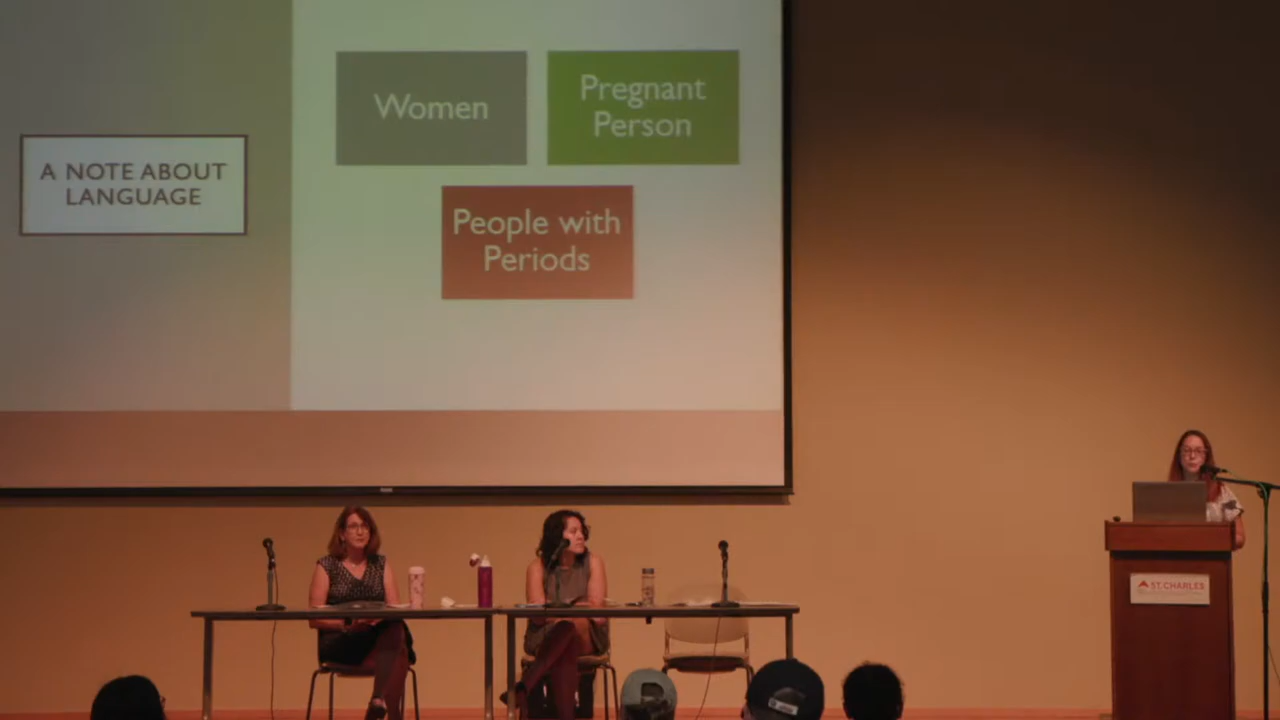 A NOTE ABOUT
LANGUAGE
Women
Pregnant
Person
People with
Periods
ST. CHARLES